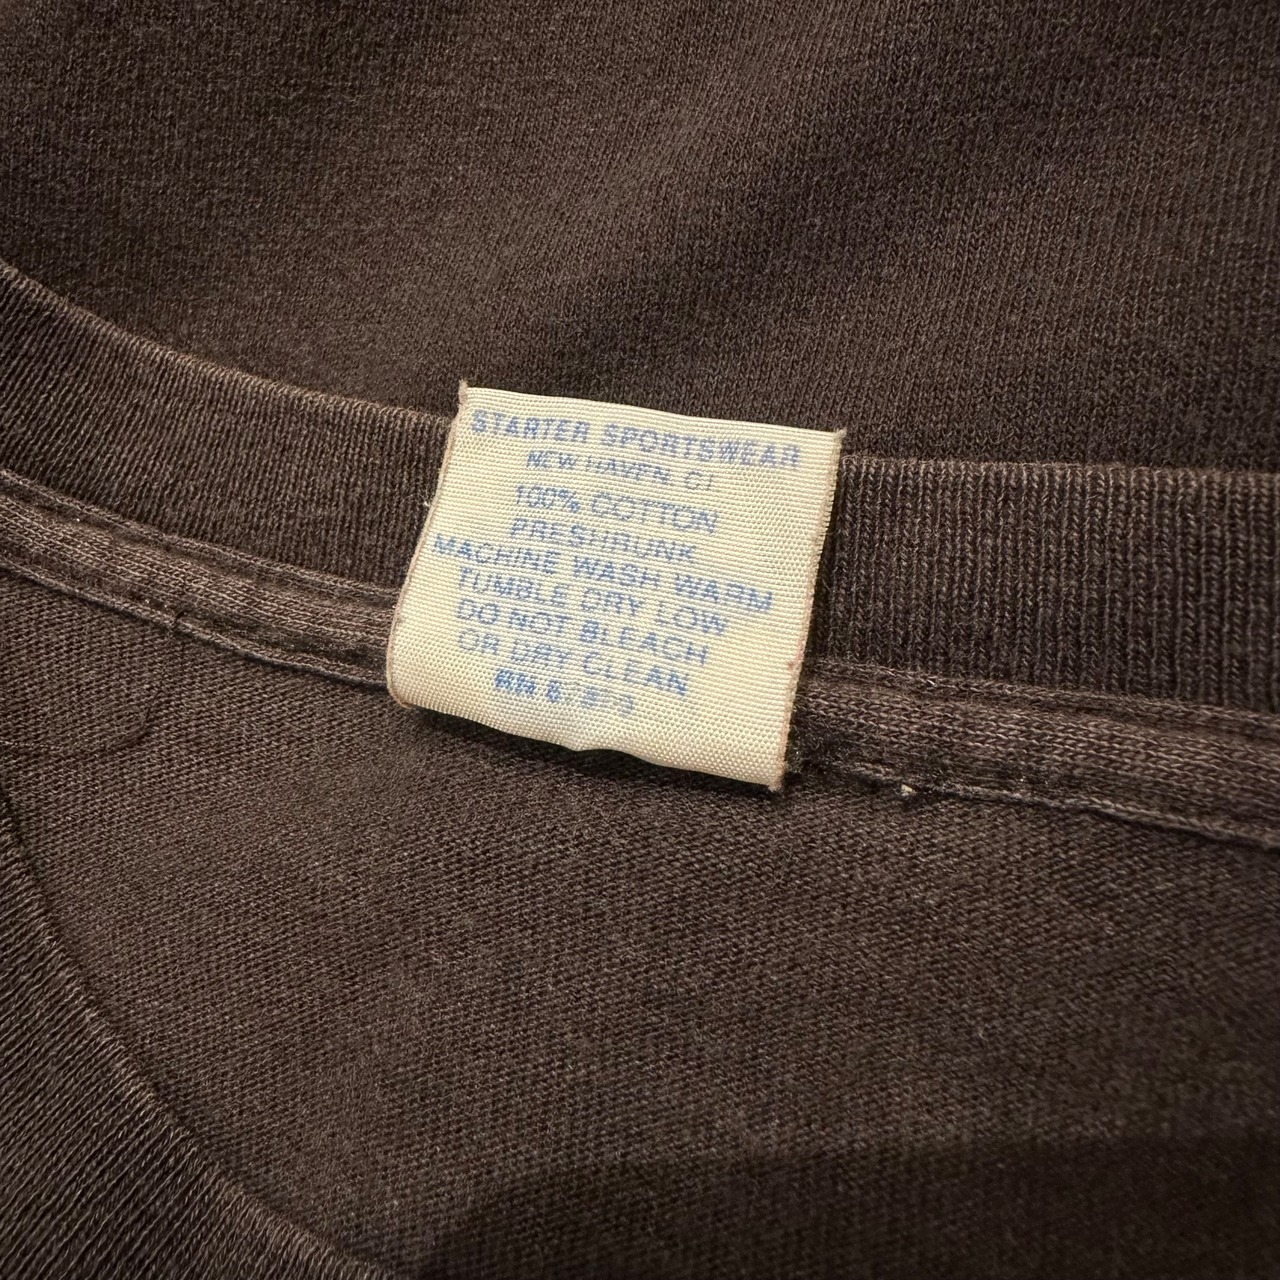 STARTER SPORTSWEAR
NEW HAVEN, CT
100% COTTON
PRESHRUNK
MACHINE WASH WARM
TUMBLE DRY LOW
DO NOT BLEACH
OR DRY CLEAN
RN